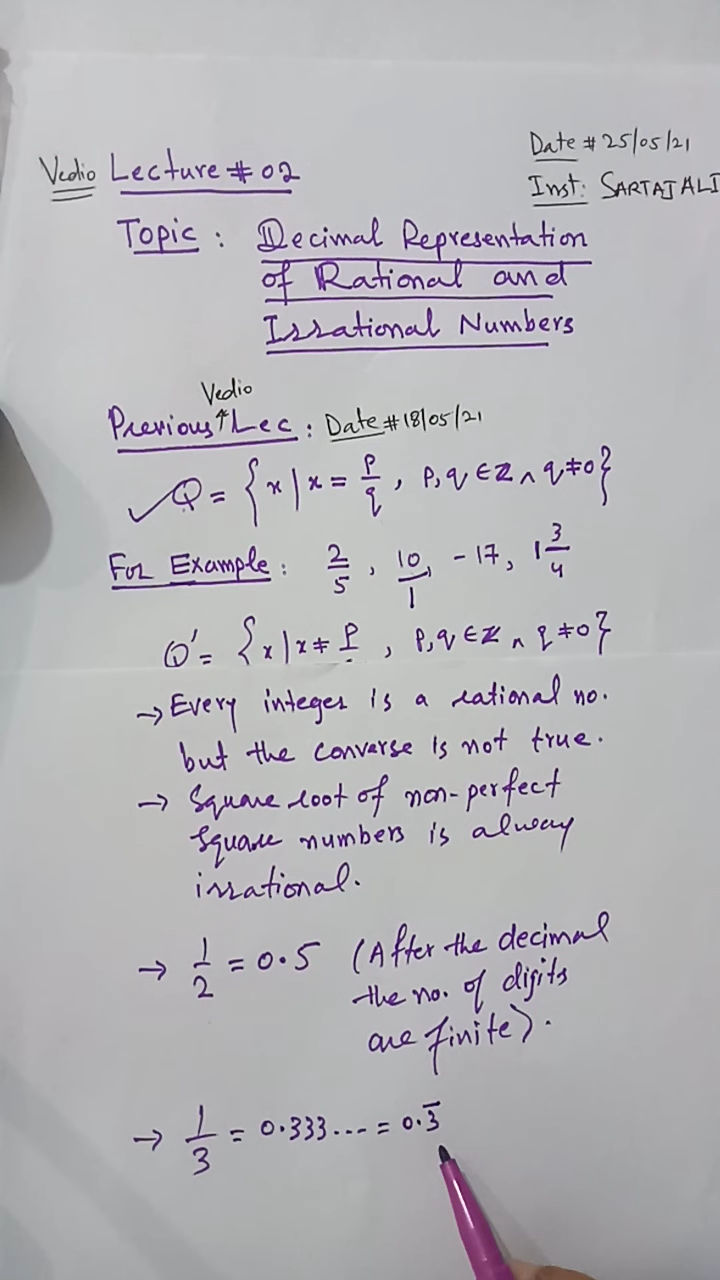 Vedio Lecture # 02
Date # 25/05/21
Inst: SARTAJ ALI
Topic : Decimal Representation
of Rational and
Irrational Numbers
Vedio
Previous Lec : Date # 18/05/21
✓Q = {x | x = p/q , p,q ∈ Z ∧ q ≠ 0}
For Example : 2/5 , 10/1, -17, 1 3/4
Q' = {x | x ≠ p , p,q ∈ Z ∧ q ≠ 0}
→ Every integer is a rational no.
but the converse is not true.
→ Square root of non-perfect
square numbers is alway
irrational.
→ 1/2 = 0.5 (After the decimal
the no. of digits
are finite).
→ 1/3 = 0.333... = 0.3̅